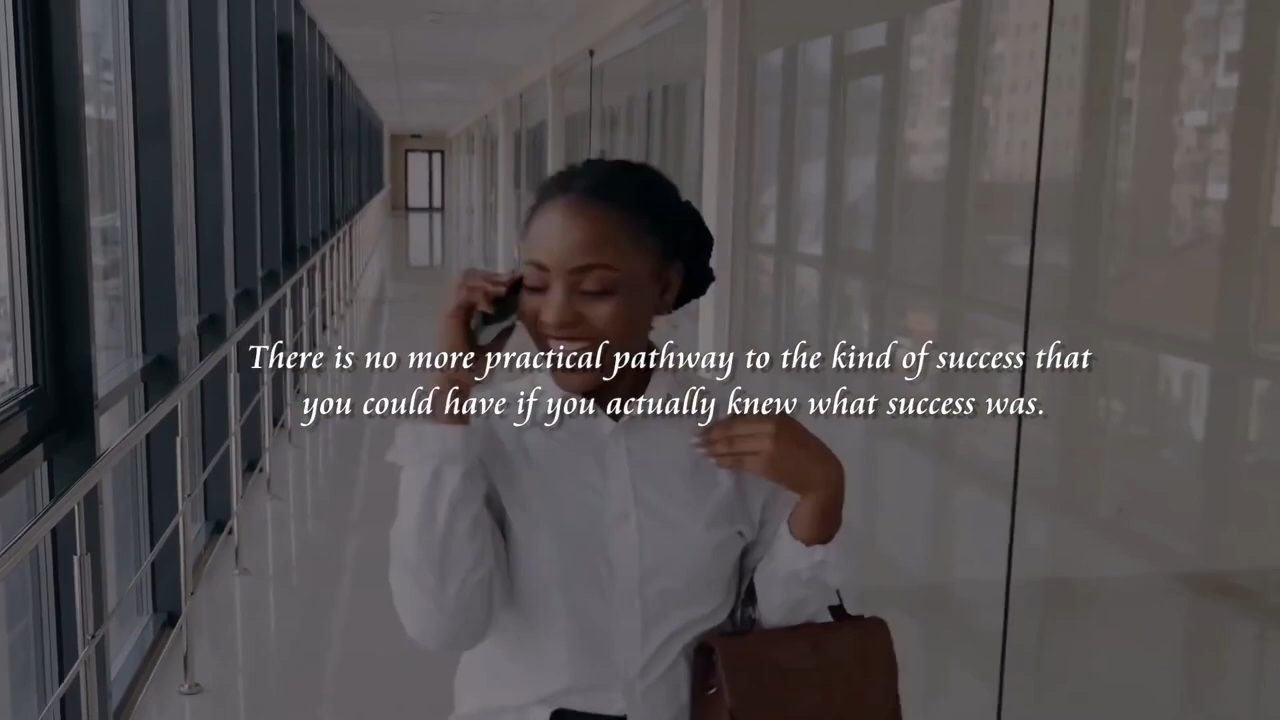 There is no more practical pathway to the kind of success that
you could have if you actually knew what success was.